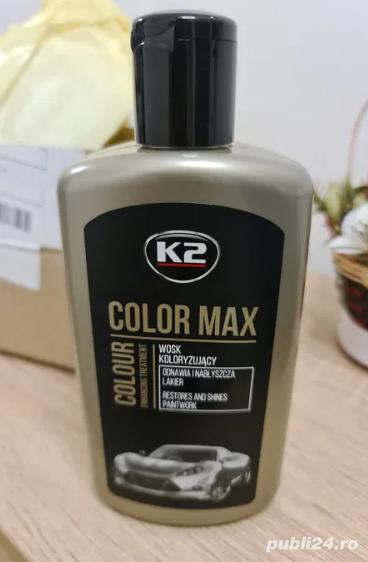 K2
COLOR MAX
COLOUR
ENHANCING TREATMENT
WOSK
KOLORYZUJĄCY
ODNAWIA I NABŁYSZCZA
LAKIER
RESTORES AND SHINES
PAINTWORK
publi24.ro